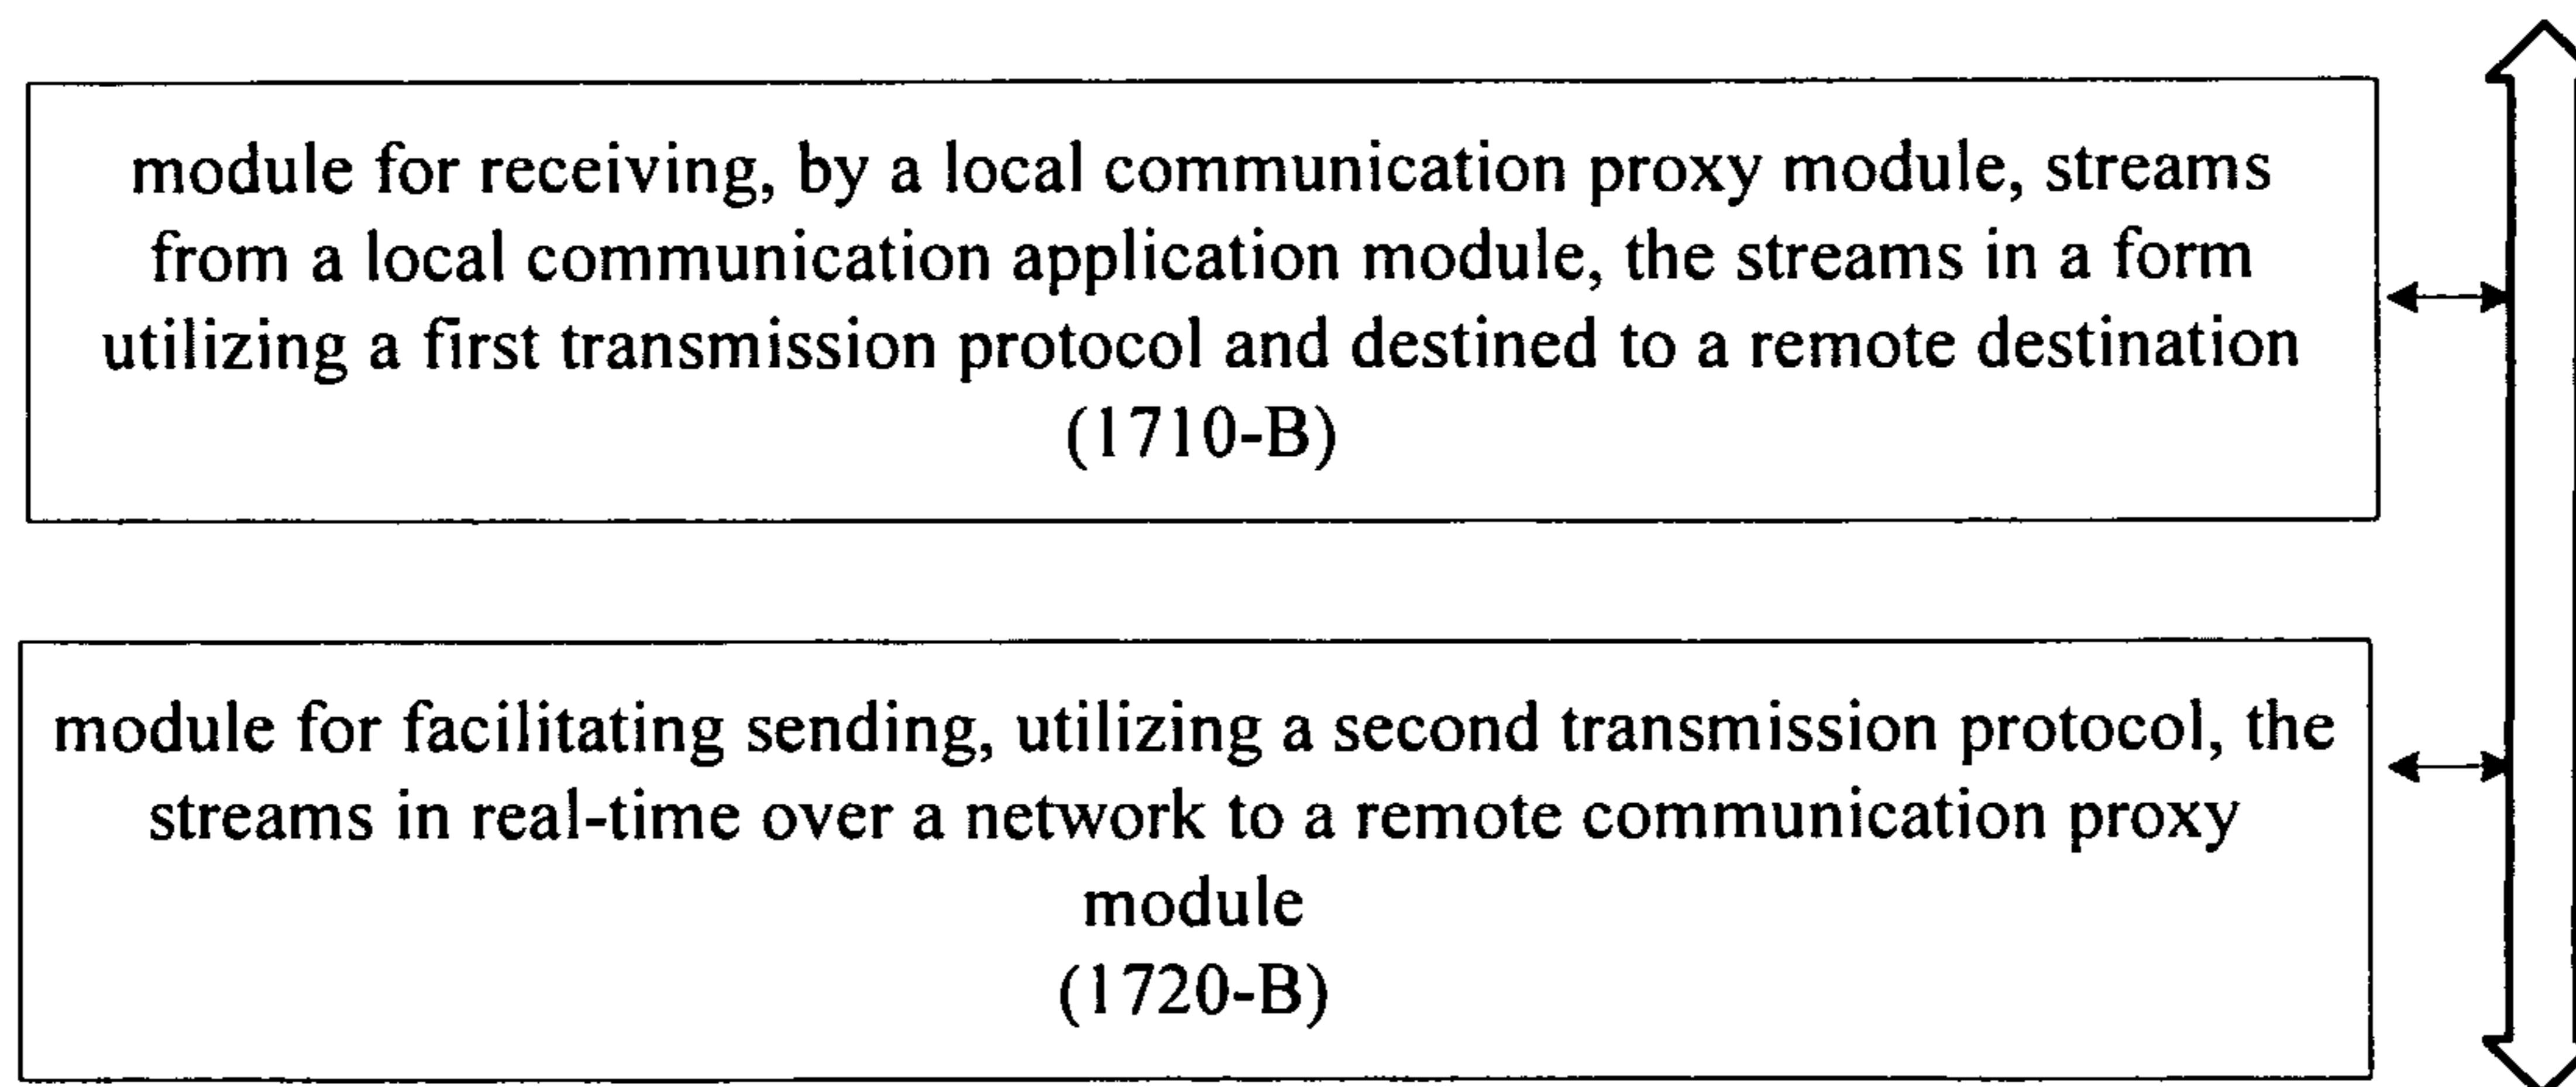 module for receiving, by a local communication proxy module, streams
from a local communication application module, the streams in a form
utilizing a first transmission protocol and destined to a remote destination
(1710-B)
module for facilitating sending, utilizing a second transmission protocol, the
streams in real-time over a network to a remote communication proxy
module
(1720-B)